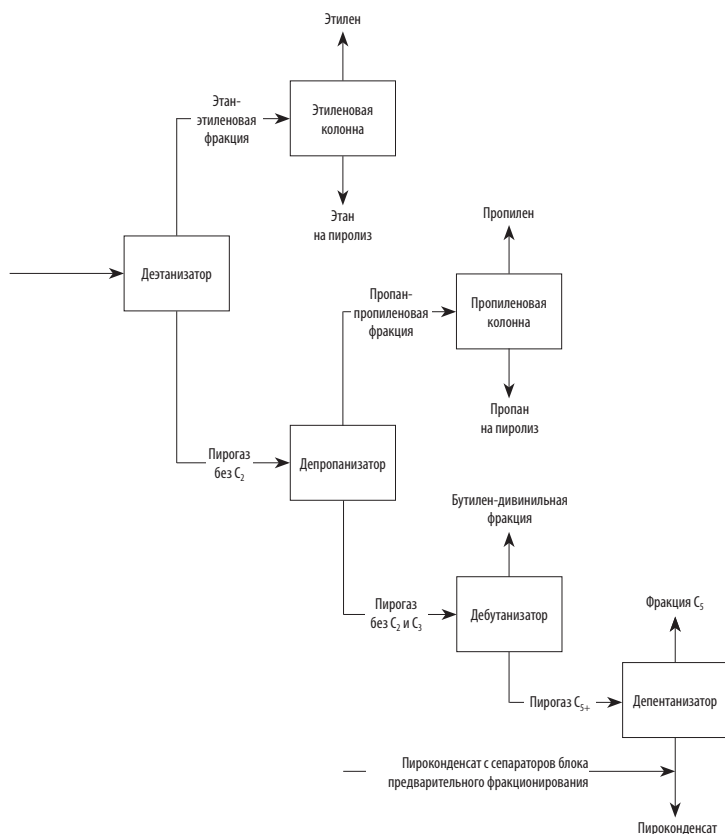 Этилен
Этан-
этиленовая
фракция
Этиленовая
колонна
Этан
на пиролиз
Пропилен
Деэтанизатор
Пропан-
пропиленовая
фракция
Пропиленовая
колонна
Пропан
на пиролиз
Пирогаз
без C₂
Депропанизатор
Бутилен-дивинильная
фракция
Пирогаз
без C₂ и C₃
Дебутанизатор
Фракция C₅
Пирогаз C₅₊
Депентанизатор
Пироконденсат с сепараторов блока
предварительного фракционирования
Пироконденсат